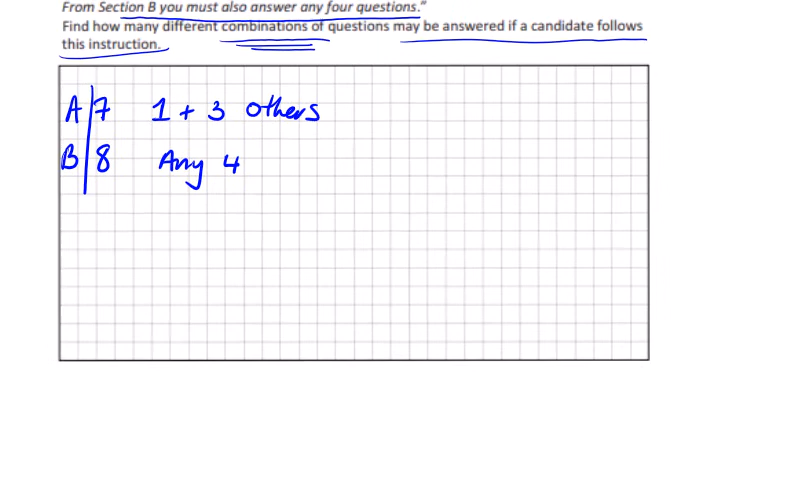 From Section B you must also answer any four questions."
Find how many different combinations of questions may be answered if a candidate follows
this instruction.
A 7 1 + 3 others
B 8 Any 4